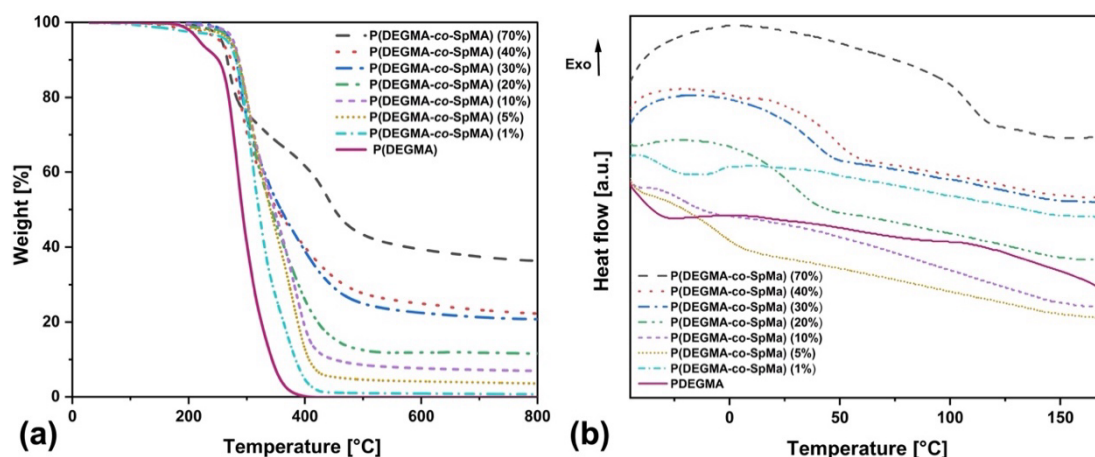 100
80
60
40
20
0
Weight [%]
0
200
400
600
800
Temperature [°C]
(a)
P(DEGMA-co-SpMA) (70%)
P(DEGMA-co-SpMA) (40%)
P(DEGMA-co-SpMA) (30%)
P(DEGMA-co-SpMA) (20%)
P(DEGMA-co-SpMA) (10%)
P(DEGMA-co-SpMA) (5%)
P(DEGMA-co-SpMA) (1%)
P(DEGMA)
Exo
Heat flow [a.u.]
P(DEGMA-co-SpMa) (70%)
P(DEGMA-co-SpMa) (40%)
P(DEGMA-co-SpMa) (30%)
P(DEGMA-co-SpMa) (20%)
P(DEGMA-co-SpMa) (10%)
P(DEGMA-co-SpMa) (5%)
P(DEGMA-co-SpMa) (1%)
PDEGMA
0
50
100
150
Temperature [°C]
(b)